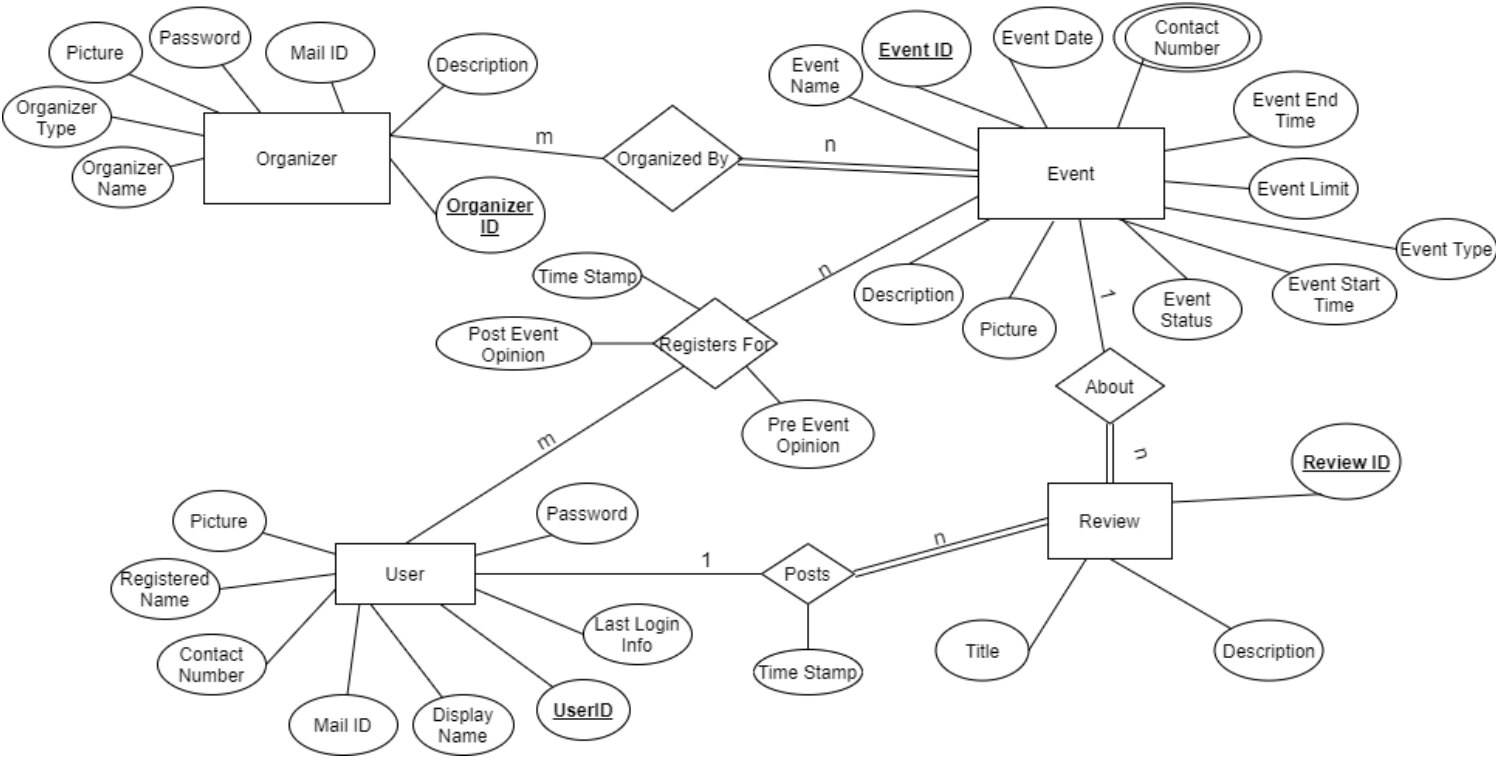 Password
Picture
Mail ID
Description
Organizer
Type
Organizer
Name
Organizer
Organizer
ID
m
Organized By
n
Event
Name
Event ID
Event Date
Contact
Number
Event End
Time
Event Limit
Event Type
Event
Event Start
Time
Event
Status
Picture
Description
n
1
Time Stamp
Post Event
Opinion
Registers For
Pre Event
Opinion
m
About
n
Review ID
Review
Title
Description
Picture
Password
Registered
Name
User
1
Posts
n
Last Login
Info
Time Stamp
Contact
Number
Mail ID
Display
Name
UserID